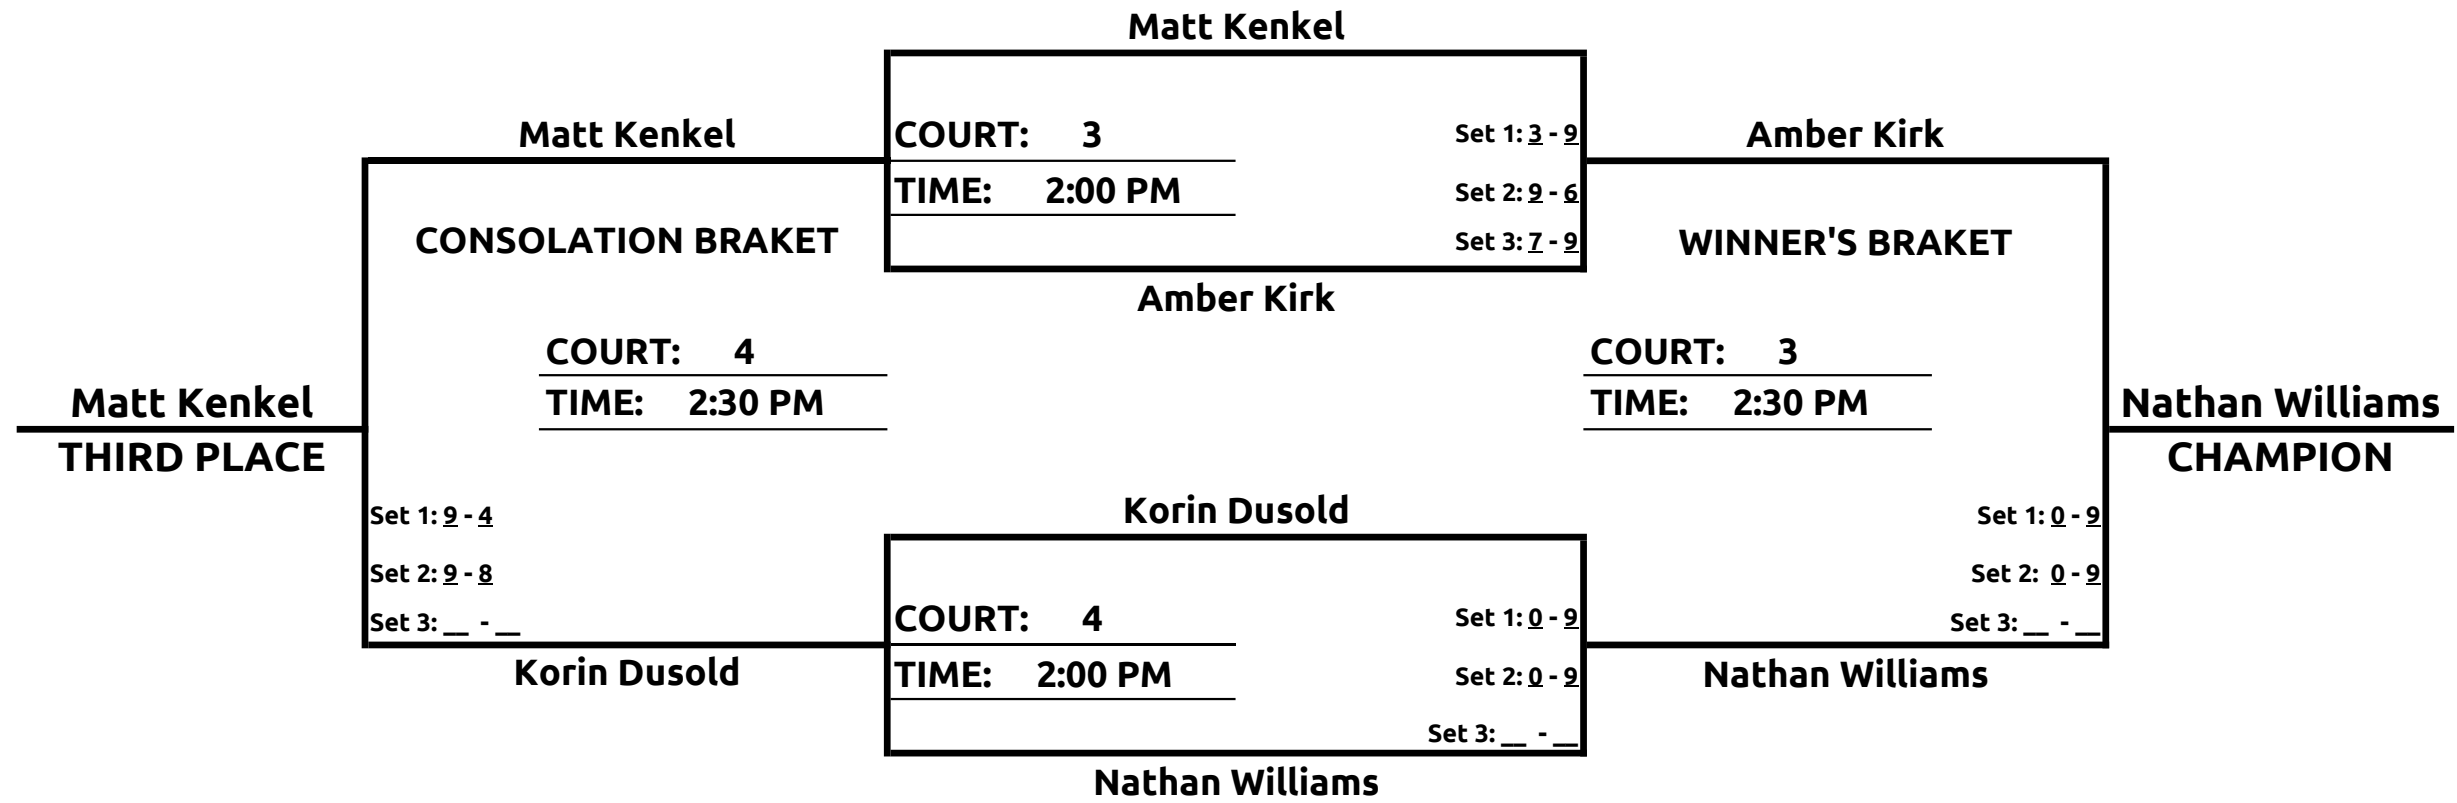 Matt Kenkel
Matt Kenkel
COURT: 3
Set 1: 3 - 9
Amber Kirk
TIME: 2:00 PM
Set 2: 9 - 6
CONSOLATION BRAKET
Set 3: 7 - 9
WINNER'S BRAKET
Amber Kirk
COURT: 4
COURT: 3
Matt Kenkel
TIME: 2:30 PM
TIME: 2:30 PM
Nathan Williams
THIRD PLACE
CHAMPION
Korin Dusold
Set 1: 9 - 4
Set 1: 0 - 9
Set 2: 9 - 8
Set 2: 0 - 9
COURT: 4
Set 1: 0 - 9
Set 3: __ - __
Set 3: __ - __
Korin Dusold
TIME: 2:00 PM
Set 2: 0 - 9
Nathan Williams
Set 3: __ - __
Nathan Williams